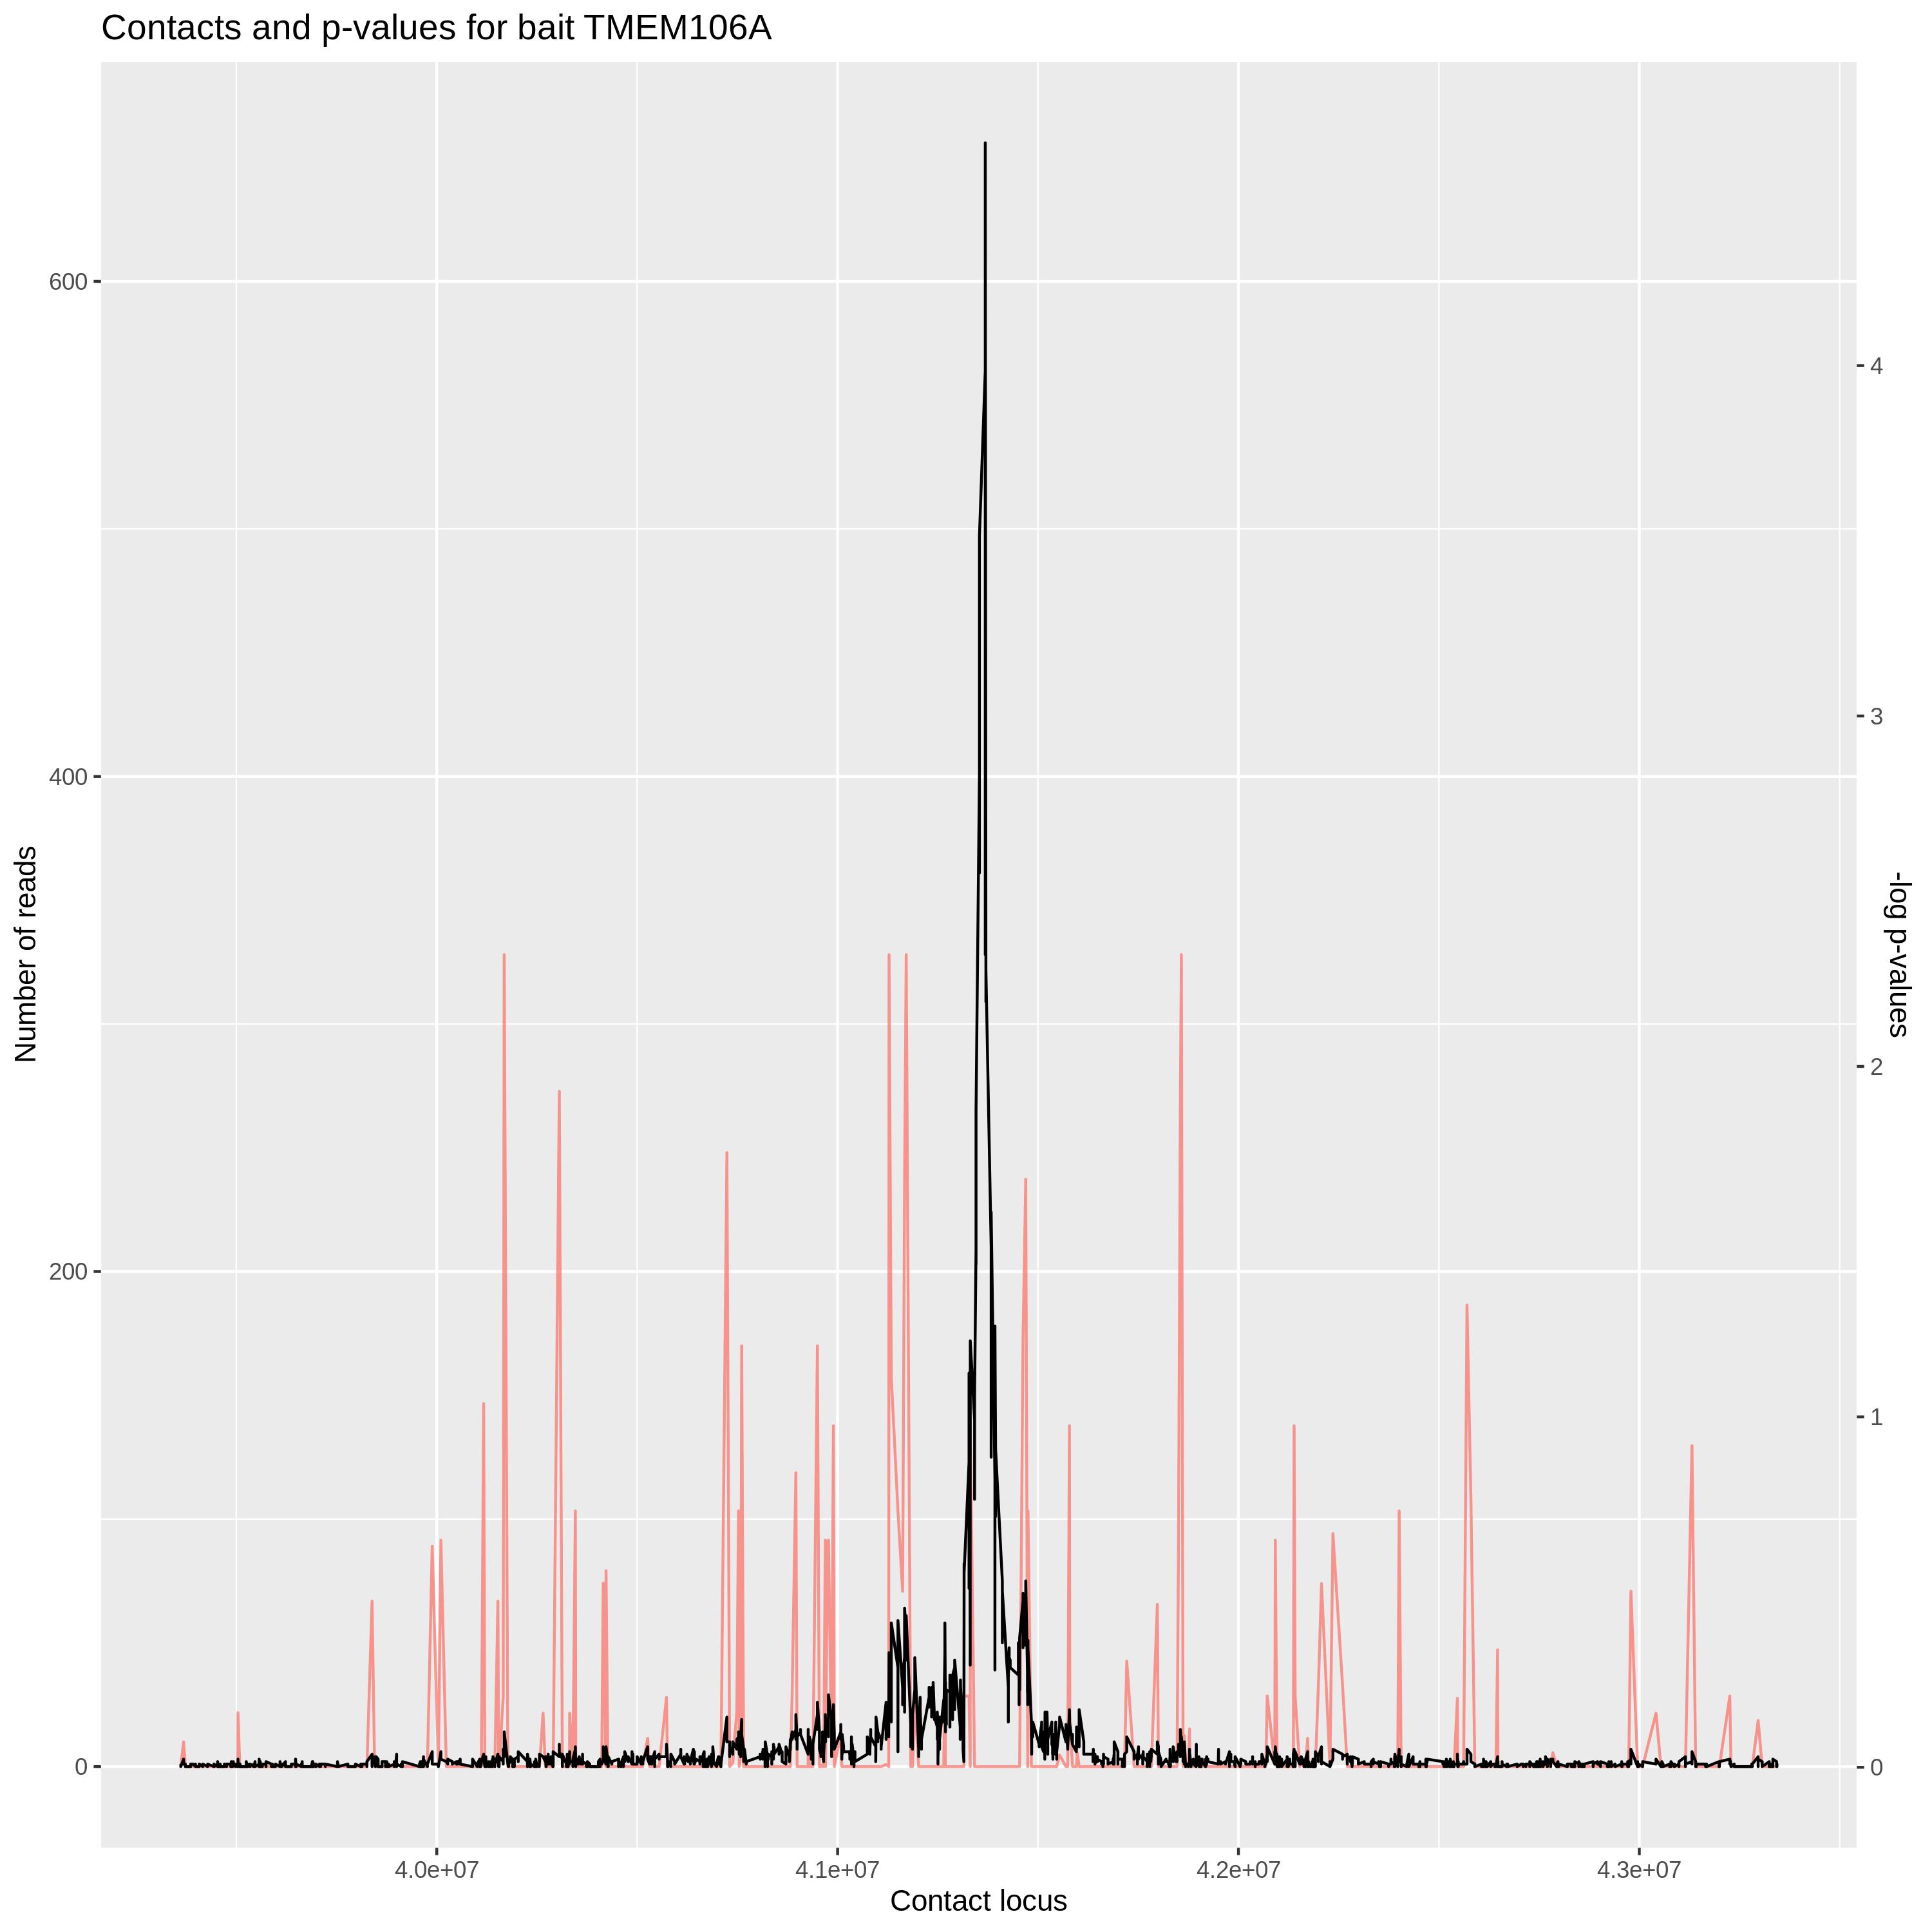 Contacts and p-values for bait TMEM106A
600
400
200
0
Number of reads
4
3
2
1
0
-log p-values
4.0e+07
4.1e+07
4.2e+07
4.3e+07
Contact locus